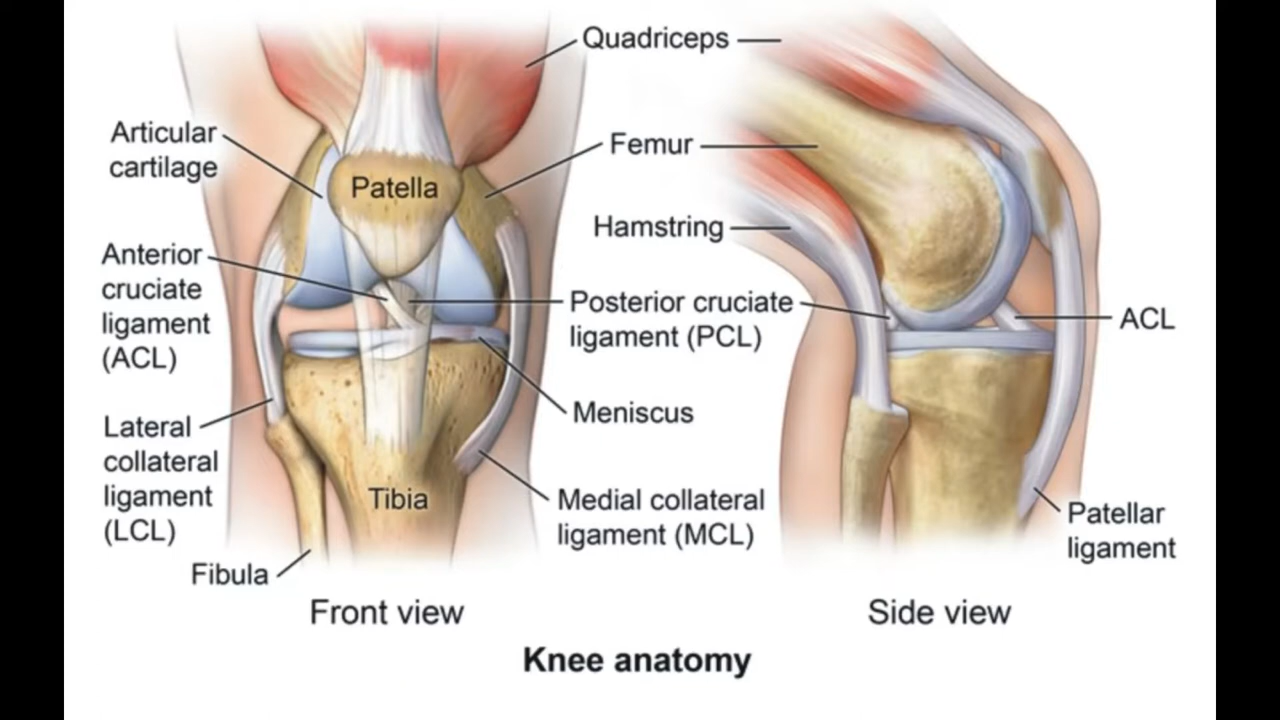 Quadriceps
Articular
cartilage
Patella
Femur
Hamstring
Anterior
cruciate
ligament
(ACL)
Posterior cruciate
ligament (PCL)
ACL
Meniscus
Lateral
collateral
ligament
(LCL)
Tibia
Medial collateral
ligament (MCL)
Patellar
ligament
Fibula
Front view
Side view
Knee anatomy